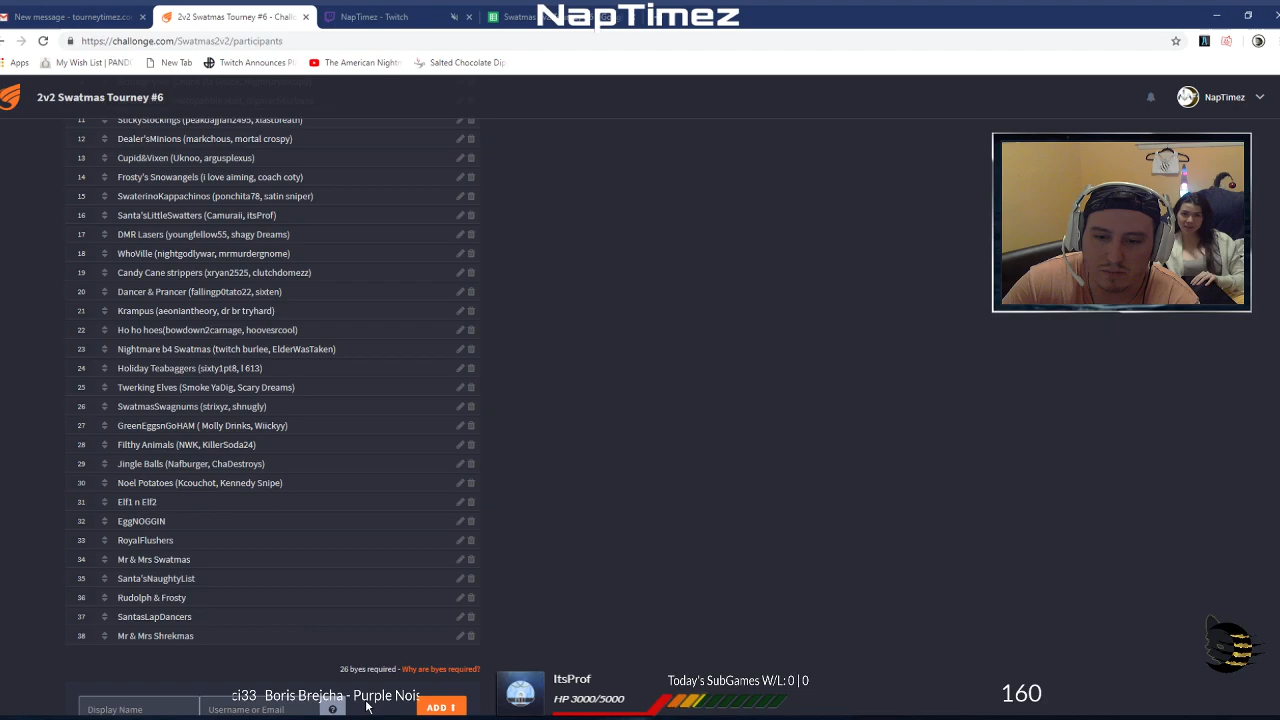 New message - tourneytimez.co
2v2 Swatmas Tourney #6 - Challo
NapTimez - Twitch
NapTimez
https://challonge.com/Swatmas2v2/participants
Apps
My Wish List | PAND
New Tab
Twitch Announces Pl
The American Nightm
Salted Chocolate Dip
2v2 Swatmas Tourney #6
NapTimez
11 StickyStockings (peakdajjian2495, xlastbreath)
12 Dealer'sMinions (markchous, mortal crospy)
13 Cupid&Vixen (Uknoo, argusplexus)
14 Frosty's Snowangels (i love aiming, coach coty)
15 SwaterinoKappachinos (ponchita78, satin sniper)
16 Santa'sLittleSwatters (Camuraii, itsProf)
17 DMR Lasers (youngfellow55, shagy Dreams)
18 WhoVille (nightgodlywar, mrmurdergnome)
19 Candy Cane strippers (xryan2525, clutchdomezz)
20 Dancer & Prancer (fallingp0tato22, sixten)
21 Krampus (aeoniantheory, dr br tryhard)
22 Ho ho hoes(bowdown2carnage, hoovesrcool)
23 Nightmare b4 Swatmas (twitch burlee, ElderWasTaken)
24 Holiday Teabaggers (sixty1pt8, l 613)
25 Twerking Elves (Smoke YaDig, Scary Dreams)
26 SwatmasSwagnums (strixyz, shnugly)
27 GreenEggsnGoHAM ( Molly Drinks, Wiickyy)
28 Filthy Animals (NWK, KillerSoda24)
29 Jingle Balls (Nafburger, ChaDestroys)
30 Noel Potatoes (Kcouchot, Kennedy Snipe)
31 Elf1 n Elf2
32 EggNOGGIN
33 RoyalFlushers
34 Mr & Mrs Swatmas
35 Santa'sNaughtyList
36 Rudolph & Frosty
37 SantasLapDancers
38 Mr & Mrs Shrekmas
26 byes required - Why are byes required?
Display Name
Username or Email
ADD
ci33 Boris Brejcha - Purple Nois
ItsProf
HP 3000/5000
Today's SubGames W/L: 0 | 0
160